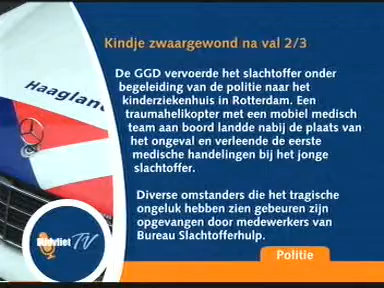 Kindje zwaargewond na val 2/3
De GGD vervoerde het slachtoffer onder
begeleiding van de politie naar het
kinderziekenhuis in Rotterdam. Een
traumahelikopter met een mobiel medisch
team aan boord landde nabij de plaats van
het ongeval en verleende de eerste
medische handelingen bij het jonge
slachtoffer.
Diverse omstanders die het tragische
ongeluk hebben zien gebeuren zijn
opgevangen door medewerkers van
Bureau Slachtofferhulp.
Haaglan
TV
Politie